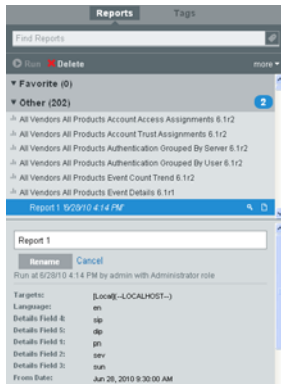 Reports Tags
Find Reports
Run Delete more
Favorite (0)
Other (202) 2
All Vendors All Products Account Access Assignments 6.1r2
All Vendors All Products Account Trust Assignments 6.1r2
All Vendors All Products Authentication Grouped By Server 6.1r2
All Vendors All Products Authentication Grouped By User 6.1r2
All Vendors All Products Event Count Trend 6.1r2
All Vendors All Products Event Details 6.1r1
Report 1 '6/28/10 4:14 PM'
Report 1
Rename Cancel
Run at 6/28/10 4:14 PM by admin with Administrator role
Targets: [Local](--LOCALHOST--)
Language: en
Details Field 4: sip
Details Field 5: dip
Details Field 1: pn
Details Field 2: sev
Details Field 3: sun
From Date: Jun 28, 2010 9:30:00 AM